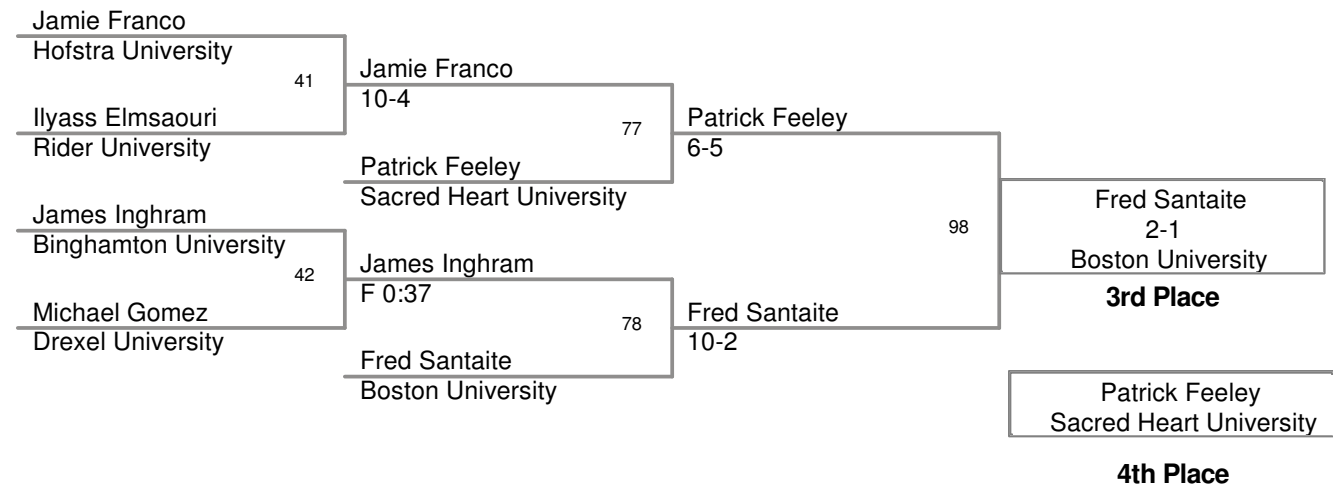 Jamie Franco
Hofstra University
41
Jamie Franco
10-4
Ilyass Elmsaouri
Rider University
77
Patrick Feeley
6-5
Patrick Feeley
Sacred Heart University
James Inghram
Binghamton University
42
James Inghram
F 0:37
Michael Gomez
Drexel University
78
Fred Santaite
10-2
Fred Santaite
Boston University
98
Fred Santaite
2-1
Boston University
3rd Place
Patrick Feeley
Sacred Heart University
4th Place